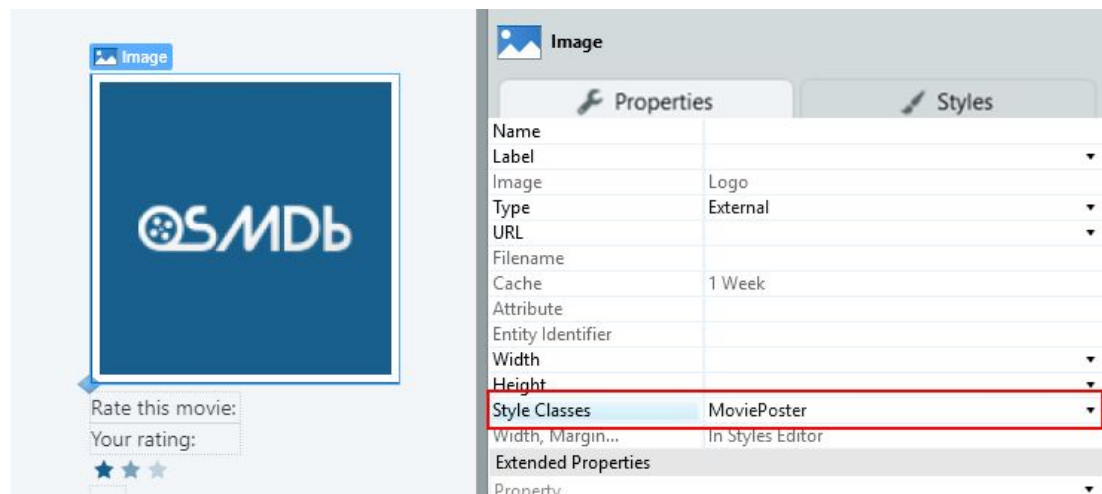 Image
OSMDb
Rate this movie:
Your rating:
Image
Properties Styles
Name
Label
Image Logo
Type External
URL
Filename
Cache 1 Week
Attribute
Entity Identifier
Width
Height
Style Classes MoviePoster
Width, Margin... In Styles Editor
Extended Properties
Property